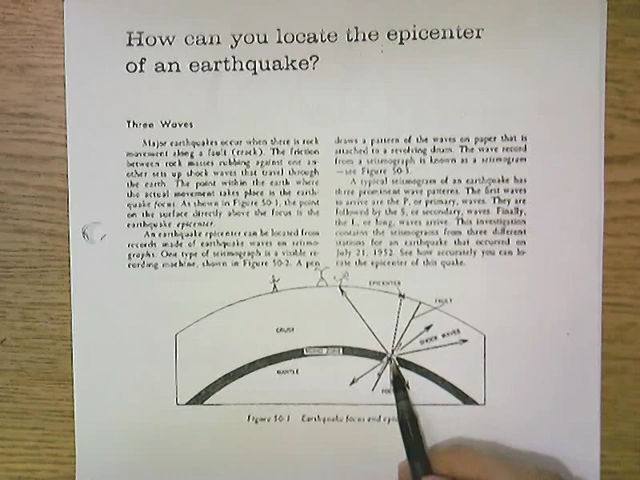 How can you locate the epicenter
of an earthquake?
Three Waves
Major earthquakes occur when there is rock
movement along a fault (crack). The friction
between rock masses rubbing against one an-
other sets up shock waves that travel through
the earth. The point within the earth where
the actual movement takes place is the earth-
quake focus. As shown in Figure 50-1, the point
on the surface directly above the focus is the
earthquake epicenter.
An earthquake epicenter can be located from
records made of earthquake waves on seismo-
graphs. One type of seismograph is a visible re-
cording machine, shown in Figure 50-2. A pen
draws a pattern of the waves on paper that is
attached to a revolving drum. The wave record
from a seismograph is known as a seismogram
—see Figure 50-3.
A typical seismogram of an earthquake has
three prominent wave patterns. The first waves
to arrive are the P, or primary, waves. They are
followed by the S, or secondary, waves. Finally,
the L, or long, waves arrive. This investigation
contains the seismograms from three different
stations for an earthquake that occurred on
July 21, 1952. See how accurately you can lo-
cate the epicenter of this quake.
EPICENTER
FAULT
CRUST
SHOCK WAVES
MANTLE
Figure 50-1 Earthquake focus and